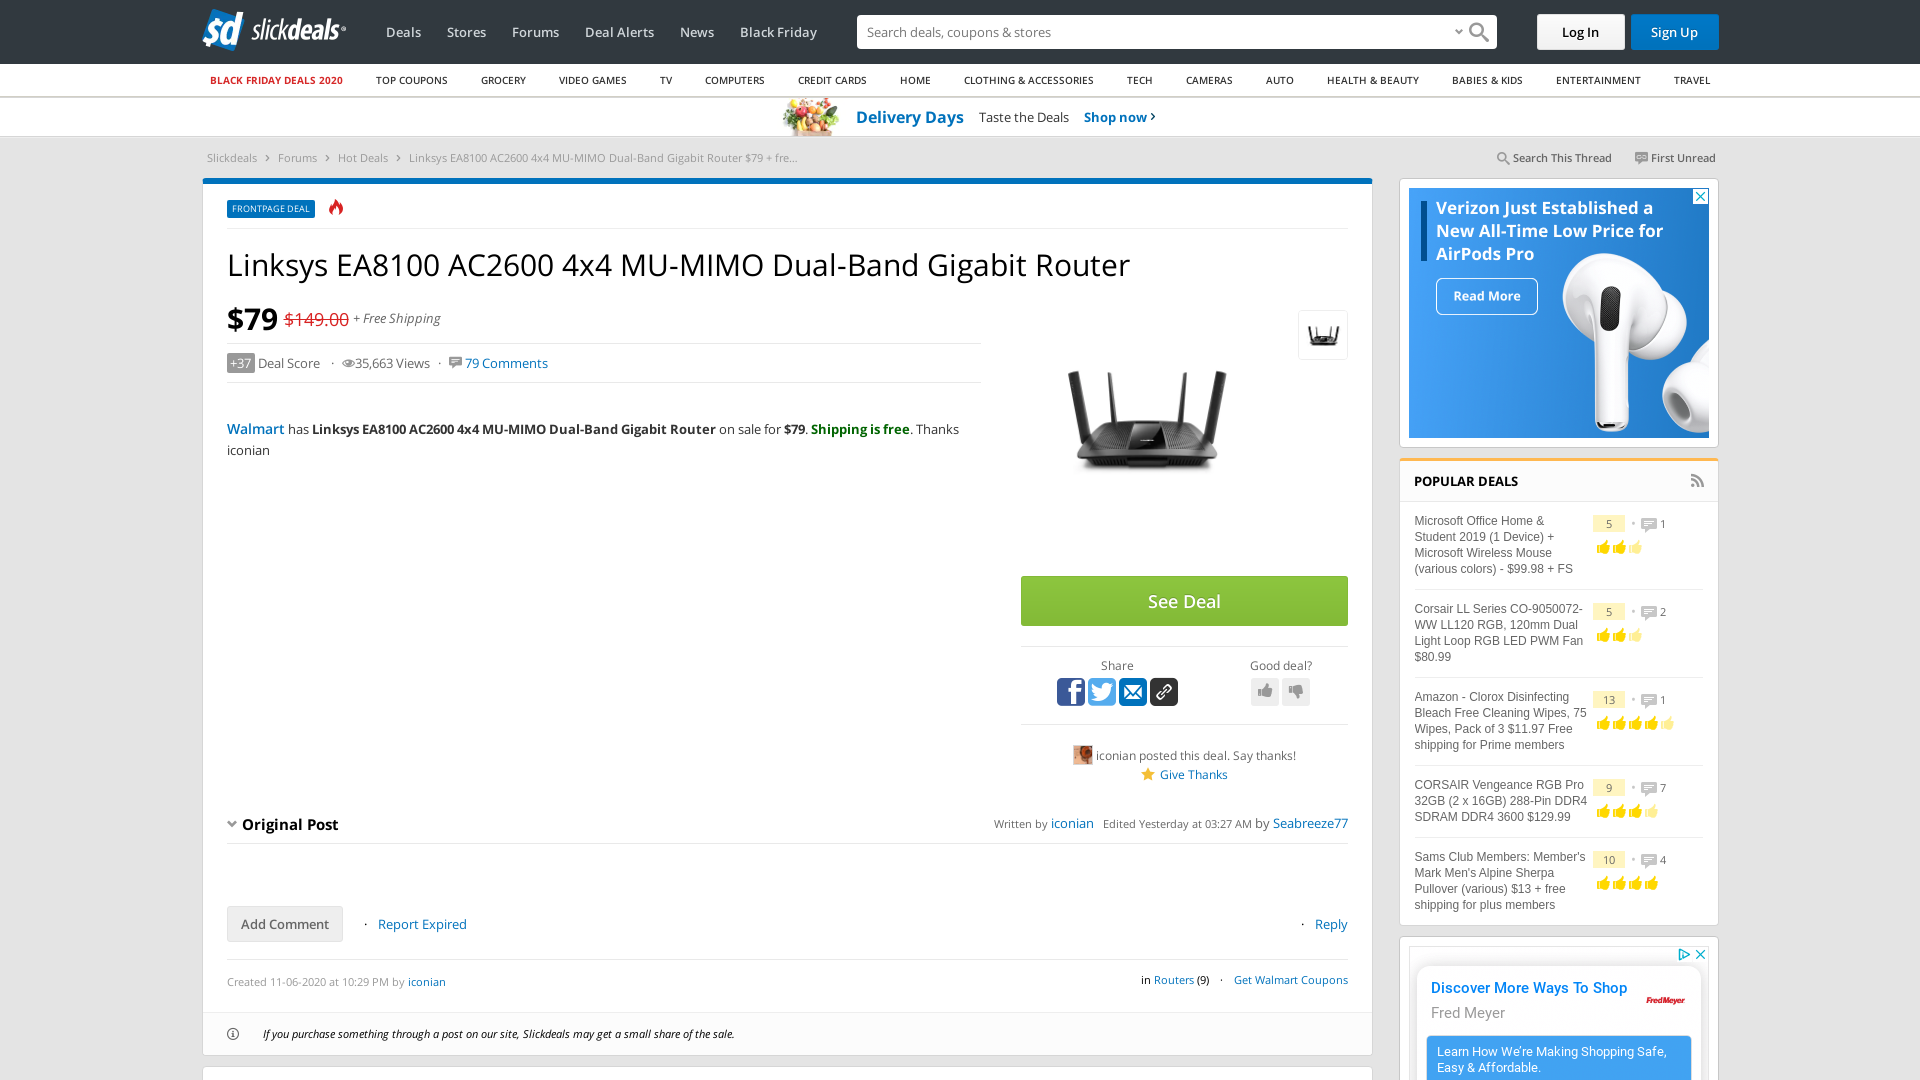 sd slickdeals
Deals Stores Forums Deal Alerts News Black Friday
Search deals, coupons & stores
Log In
Sign Up
BLACK FRIDAY DEALS 2020 TOP COUPONS GROCERY VIDEO GAMES TV COMPUTERS CREDIT CARDS HOME CLOTHING & ACCESSORIES TECH CAMERAS AUTO HEALTH & BEAUTY BABIES & KIDS ENTERTAINMENT TRAVEL
Delivery Days Taste the Deals Shop now
Slickdeals > Forums > Hot Deals > Linksys EA8100 AC2600 4x4 MU-MIMO Dual-Band Gigabit Router $79 + fre...
Search This Thread First Unread
FRONTPAGE DEAL
Linksys EA8100 AC2600 4x4 MU-MIMO Dual-Band Gigabit Router
$79 $149.00 + Free Shipping
+37 Deal Score · 35,663 Views · 79 Comments
Walmart has Linksys EA8100 AC2600 4x4 MU-MIMO Dual-Band Gigabit Router on sale for $79. Shipping is free. Thanks
iconian
See Deal
Share
Good deal?
iconian posted this deal. Say thanks!
Give Thanks
Original Post
Written by iconian Edited Yesterday at 03:27 AM by Seabreeze77
Add Comment · Report Expired
· Reply
Created 11-06-2020 at 10:29 PM by iconian
in Routers (9) · Get Walmart Coupons
If you purchase something through a post on our site, Slickdeals may get a small share of the sale.
Verizon Just Established a
New All-Time Low Price for
AirPods Pro
Read More
POPULAR DEALS
Microsoft Office Home &
Student 2019 (1 Device) +
Microsoft Wireless Mouse
(various colors) - $99.98 + FS
5 • 1
Corsair LL Series CO-9050072-
WW LL120 RGB, 120mm Dual
Light Loop RGB LED PWM Fan
$80.99
5 • 2
Amazon - Clorox Disinfecting
Bleach Free Cleaning Wipes, 75
Wipes, Pack of 3 $11.97 Free
shipping for Prime members
13 • 1
CORSAIR Vengeance RGB Pro
32GB (2 x 16GB) 288-Pin DDR4
SDRAM DDR4 3600 $129.99
9 • 7
Sams Club Members: Member's
Mark Men's Alpine Sherpa
Pullover (various) $13 + free
shipping for plus members
10 • 4
Discover More Ways To Shop
Fred Meyer
Fred Meyer
Learn How We're Making Shopping Safe,
Easy & Affordable.